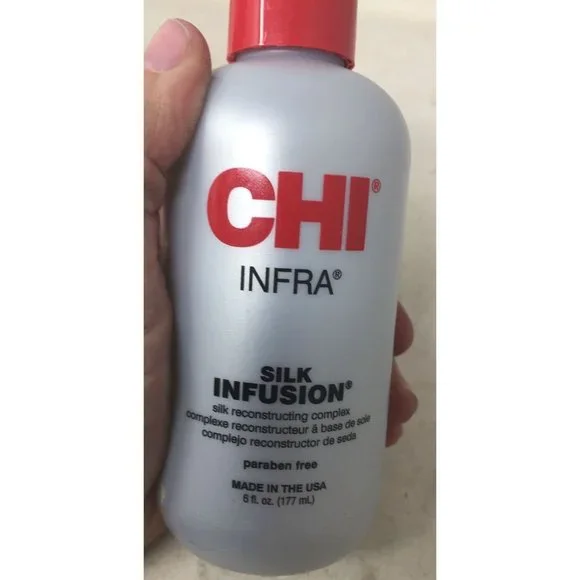 CHI®
INFRA®
SILK
INFUSION®
silk reconstructing complex
complexe reconstructeur à base de soie
complejo reconstructor de seda
paraben free
MADE IN THE USA
6 fl. oz. (177 mL)